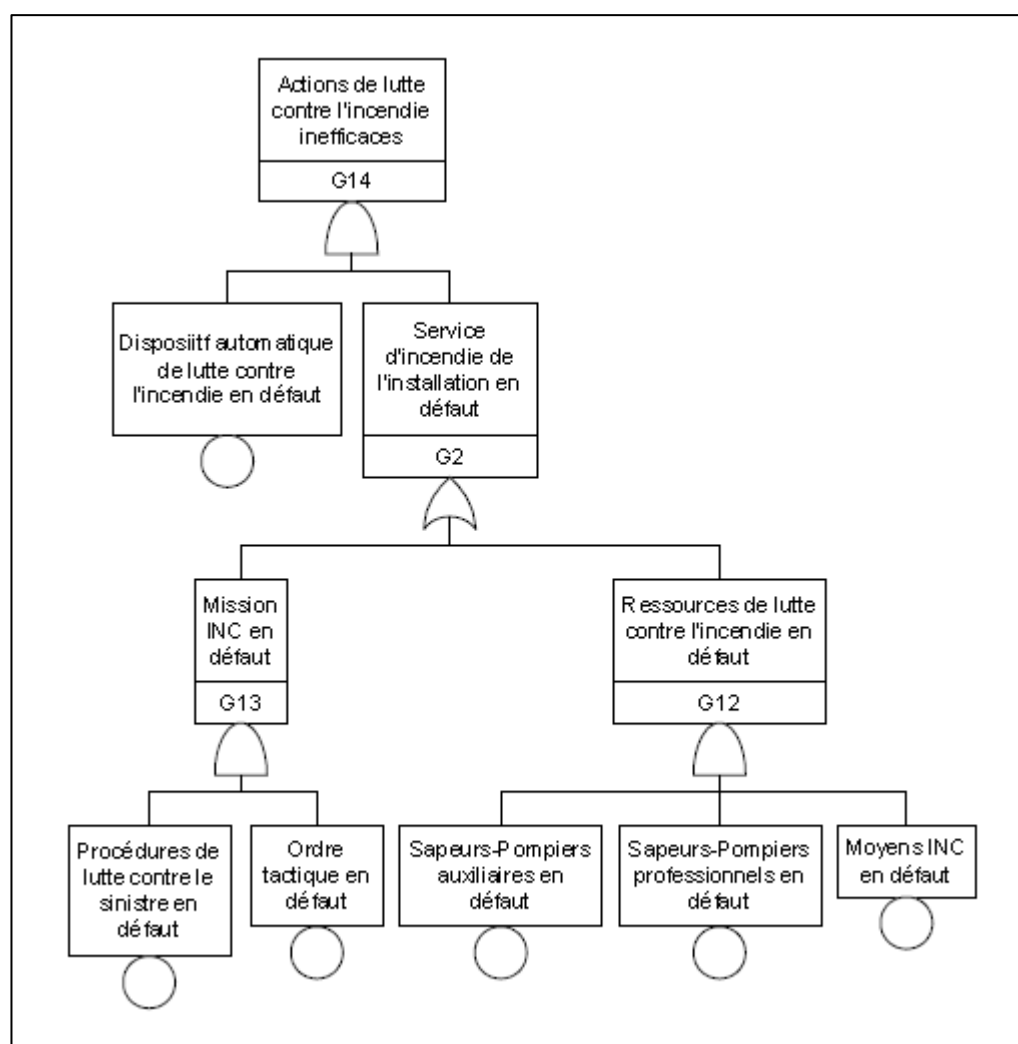 Actions de lutte
contre l'incendie
inefficaces
G14
Disposiitf automatique
de lutte contre
l'incendie en défaut
Service
d'incendie de
l'installation en
défaut
G2
Mission
INC en
défaut
G13
Ressources de lutte
contre l'incendie en
défaut
G12
Procédures de
lutte contre le
sinistre en
défaut
Ordre
tactique en
défaut
Sapeurs-Pompiers
auxiliaires en
défaut
Sapeurs-Pompiers
professionnels en
défaut
Moyens INC
en défaut